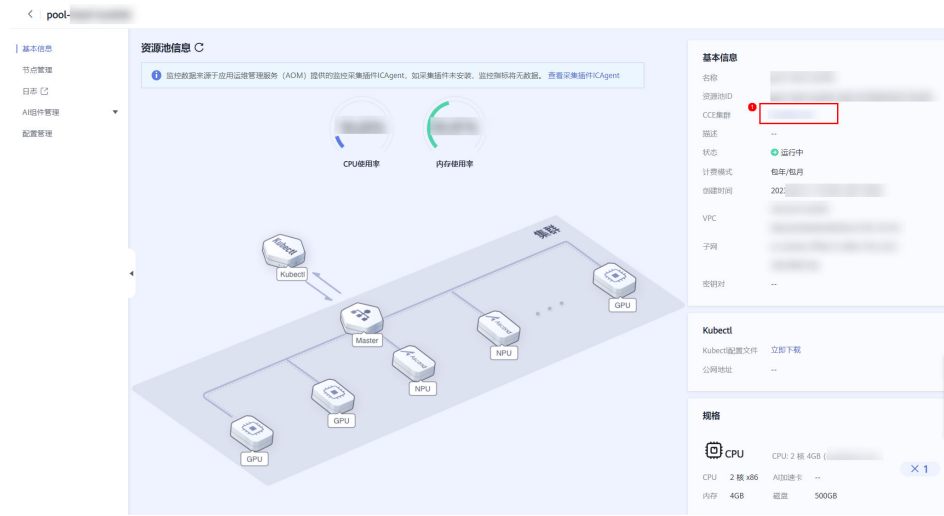 pool-
基本信息
节点管理
日志
AI组件管理
配置管理
资源池信息
监控数据来源于应用运维管理服务（AOM）提供的监控采集插件ICAgent，如采集插件未安装，监控指标将无数据。 查看采集插件ICAgent
CPU使用率
内存使用率
集群
Kubectl
Kubectl
Master
Ascend
NPU
Ascend
NPU
GPU
GPU
GPU
基本信息
名称
资源池ID
1
CCE集群
描述 --
状态 运行中
计费模式 包年/包月
创建时间 202
VPC
子网
密钥对 --
Kubectl
Kubectl配置文件 立即下载
公网地址 --
规格
CPU CPU: 2 核 4GB (
× 1
CPU 2 核 x86 AI加速卡 --
内存 4GB 磁盘 500GB